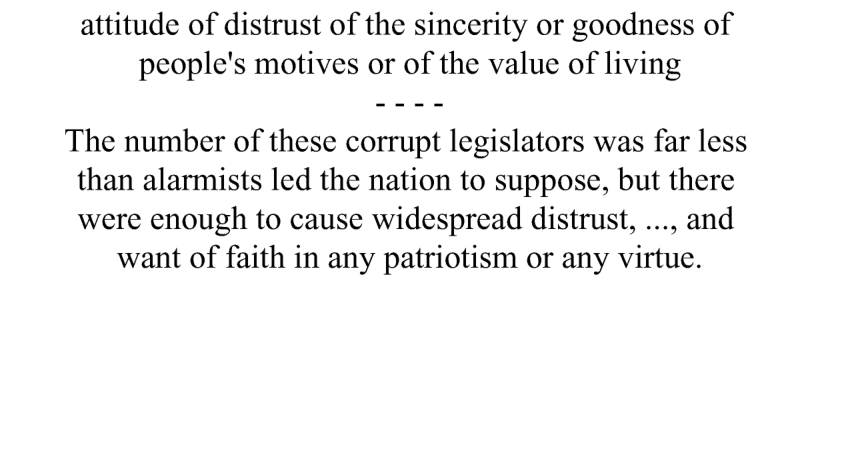 attitude of distrust of the sincerity or goodness of
people's motives or of the value of living
- - - -
The number of these corrupt legislators was far less
than alarmists led the nation to suppose, but there
were enough to cause widespread distrust, ..., and
want of faith in any patriotism or any virtue.